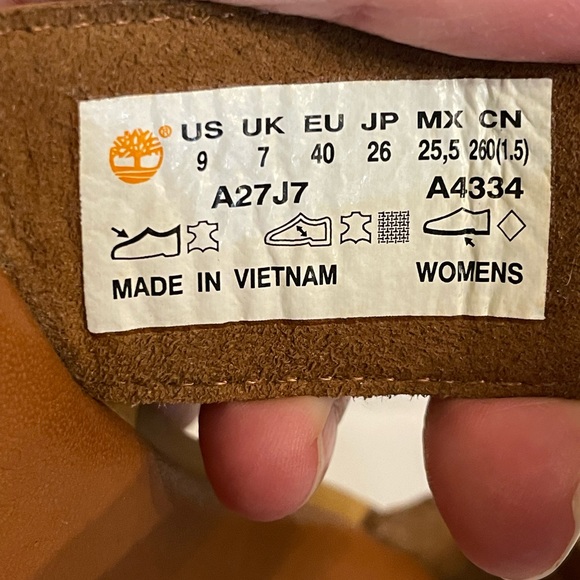 US UK EU JP MX CN
9 7 40 26 25,5 260(1.5)
A27J7 A4334
MADE IN VIETNAM WOMENS